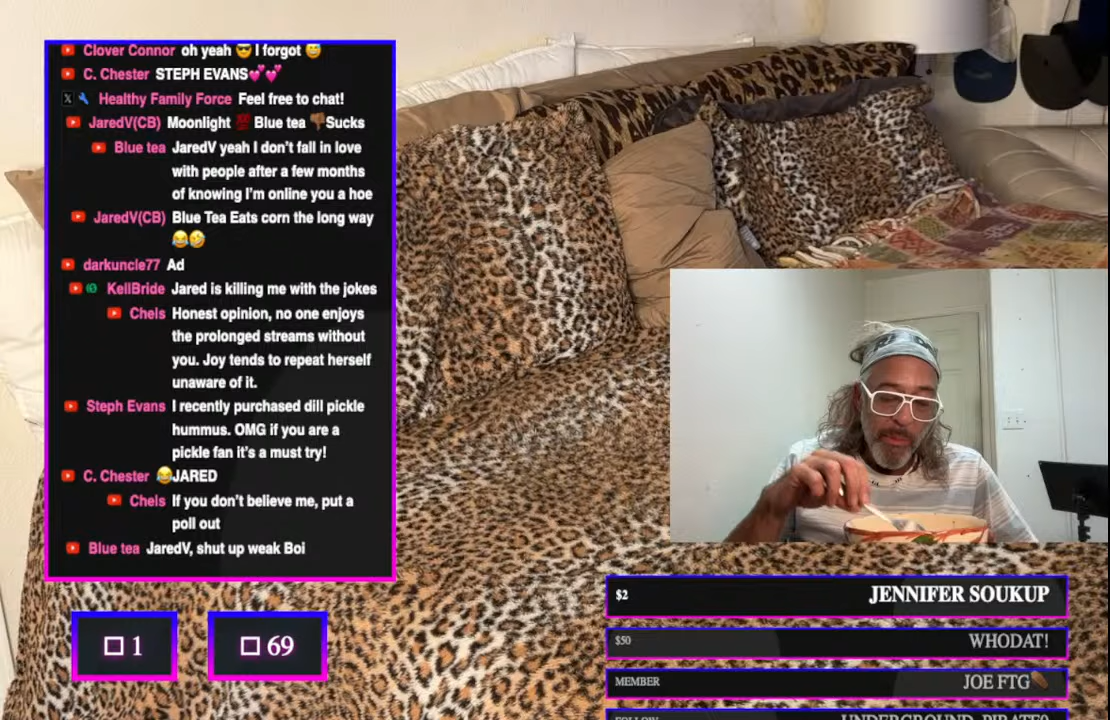 Clover Connor oh yeah 😎 I forgot 😅
C. Chester STEPH EVANS💕💕
Healthy Family Force Feel free to chat!
JaredV(CB) Moonlight 💯 Blue tea 👎🏾Sucks
Blue tea JaredV yeah I don't fall in love
with people after a few months
of knowing I'm online you a hoe
JaredV(CB) Blue Tea Eats corn the long way
😂🤣
darkuncle77 Ad
KellBride Jared is killing me with the jokes
Chels Honest opinion, no one enjoys
the prolonged streams without
you. Joy tends to repeat herself
unaware of it.
Steph Evans I recently purchased dill pickle
hummus. OMG if you are a
pickle fan it's a must try!
C. Chester 😂JARED
Chels If you don't believe me, put a
poll out
Blue tea JaredV, shut up weak Boi
1
69
$2 JENNIFER SOUKUP
$50 WHODAT!
MEMBER JOE FTG